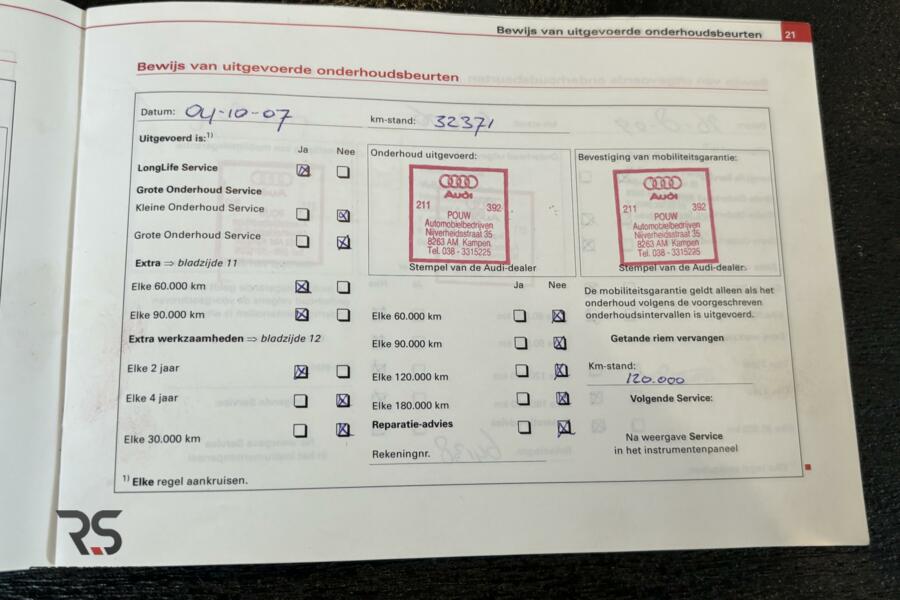 Bewijs van uitgevoerde onderhoudsbeurten 21
Bewijs van uitgevoerde onderhoudsbeurten
Datum: 04-10-07 km-stand: 32371
Uitgevoerd is:1)
Ja Nee
LongLife Service
Grote Onderhoud Service
Kleine Onderhoud Service
Grote Onderhoud Service
Extra ⇒ bladzijde 11
Elke 60.000 km
Elke 90.000 km
Extra werkzaamheden ⇒ bladzijde 12
Elke 2 jaar
Elke 4 jaar
Elke 30.000 km
1) Elke regel aankruisen.
Onderhoud uitgevoerd:
Audi
211 392
POUW
Automobielbedrijven
Nijverheidsstraat 35
8263 AM Kampen
Tel. 038 - 3315225
Stempel van de Audi-dealer
Ja Nee
Elke 60.000 km
Elke 90.000 km
Elke 120.000 km
Elke 180.000 km
Reparatie-advies
Rekeningnr.
Bevestiging van mobiliteitsgarantie:
Audi
211 392
POUW
Automobielbedrijven
Nijverheidsstraat 35
8263 AM Kampen
Tel. 038 - 3315225
Stempel van de Audi-dealer
De mobiliteitsgarantie geldt alleen als het
onderhoud volgens de voorgeschreven
onderhoudsintervallen is uitgevoerd.
Getande riem vervangen
Km-stand:
120.000
Volgende Service:
Na weergave Service
in het instrumentenpaneel
RS